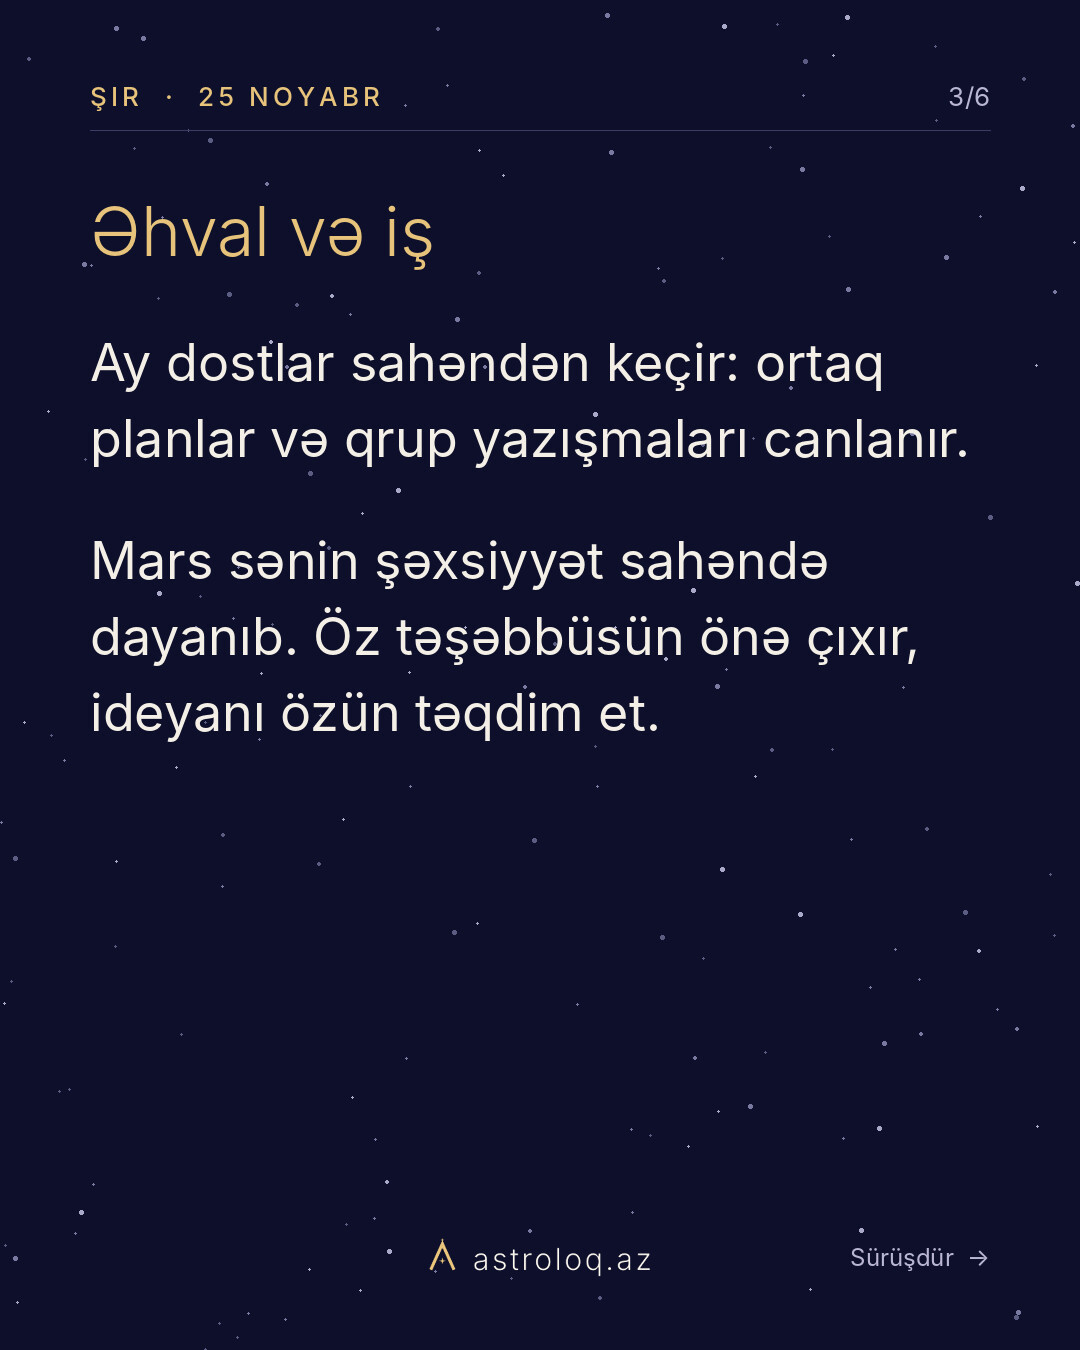 ŞIR · 25 NOYABR
3/6
Əhval və iş
Ay dostlar sahəndən keçir: ortaq
planlar və qrup yazışmaları canlanır.
Mars sənin şəxsiyyət sahəndə
dayanıb. Öz təşəbbüsün önə çıxır,
ideyanı özün təqdim et.
astroloq.az
Sürüşdür →